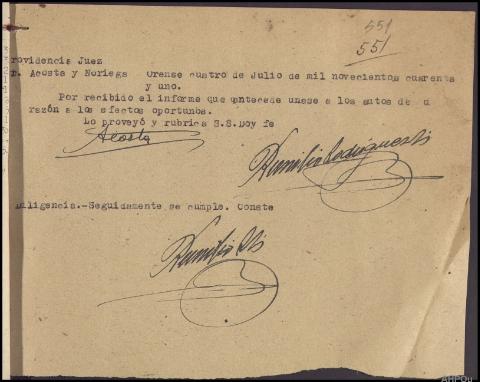 551
551
rovidencia Juez
r. Acosta y Noriega Orense cuatro de Julio de mil novecientos cuarenta
y uno.
Por recibido el informe que antecede unase a los autos de su
razón a los efectos oportunos.
Lo proveyó y rubrica S.S.Doy fe
Acosta
iligencia.-Seguidamente se cumple. Conste
AHPOu